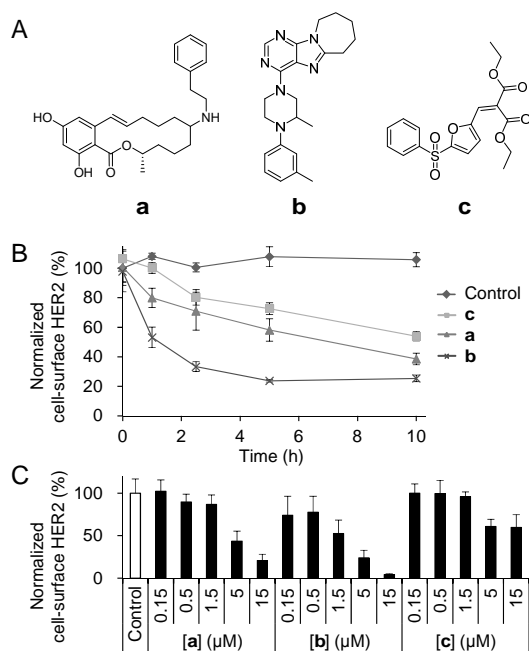 A
HO
OH
O
O
NH
a
N
N
N
N
N
N
b
O
O
O
O
O
S
O
O
c
B
Normalized
cell-surface HER2 (%)
100
80
60
40
20
0
0
2
4
6
8
10
Time (h)
Control
c
a
b
C
Normalized
cell-surface HER2 (%)
100
50
0
Control
0.15
0.5
1.5
5
15
0.15
0.5
1.5
5
15
0.15
0.5
1.5
5
15
[a] (μM)
[b] (μM)
[c] (μM)